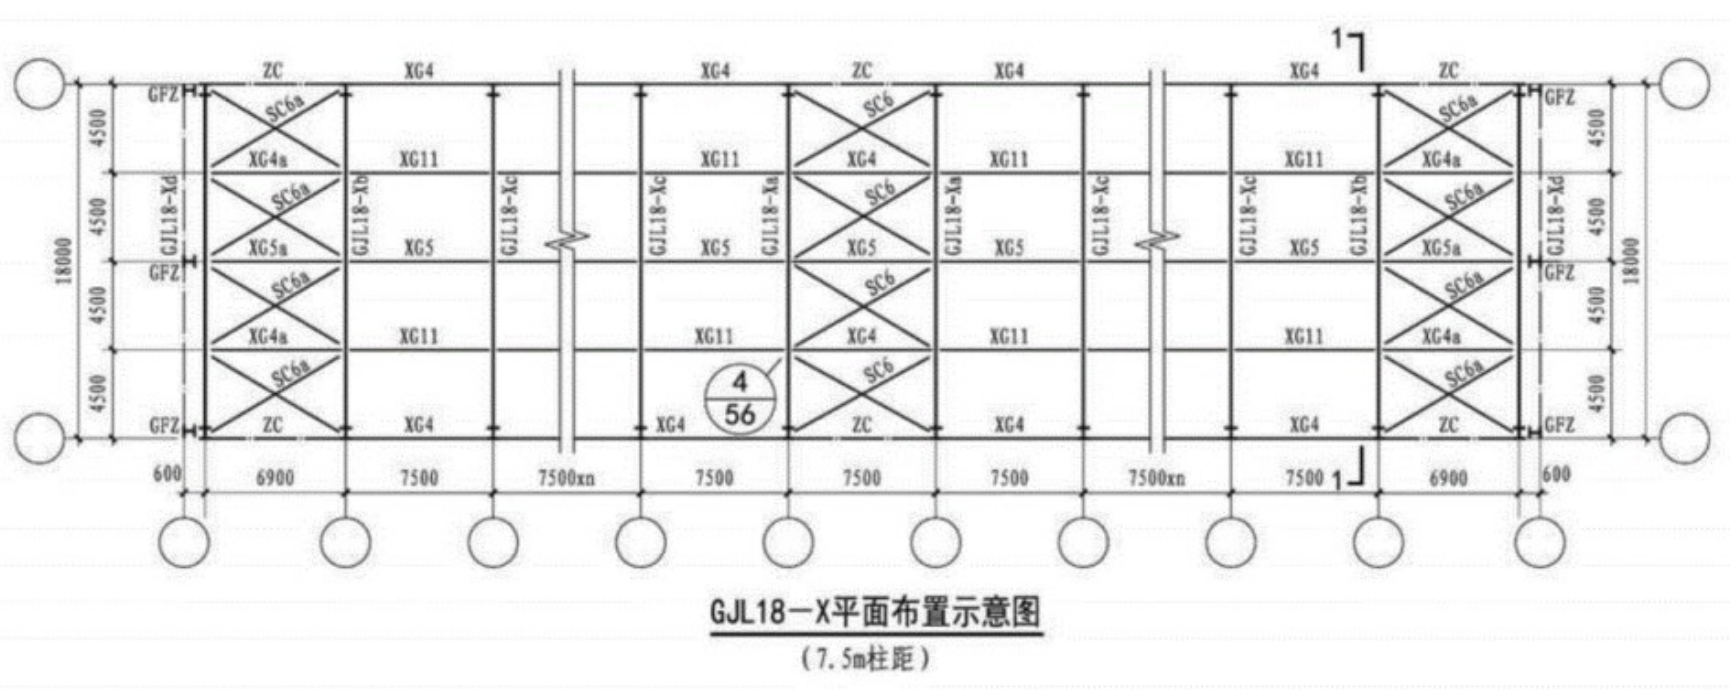 1
ZC XG4 XG4 ZC XG4 XG4 ZC
GFZ SC6a SC6 SC6a GFZ
4500 4500
XG4a XG11 XG11 XG4 XG11 XG11 XG4a
GJL18-Xd GJL18-Xb GJL18-Xc GJL18-Xc GJL18-Xa GJL18-Xa GJL18-Xc GJL18-Xc GJL18-Xb GJL18-Xd
4500 SC6a SC6 SC6a 4500
18000 18000
XG5a XG5 XG5 XG5 XG5 XG5 XG5a
GFZ GFZ
4500 SC6a SC6 SC6a 4500
XG4a XG11 XG11 XG4 XG11 XG11 XG4a
4500 SC6a SC6 SC6a 4500
4
56
GFZ ZC XG4 XG4 ZC XG4 XG4 ZC GFZ
600 6900 7500 7500xn 7500 7500 7500 7500xn 7500 1 6900 600
GJL18-X平面布置示意图
(7.5m柱距)